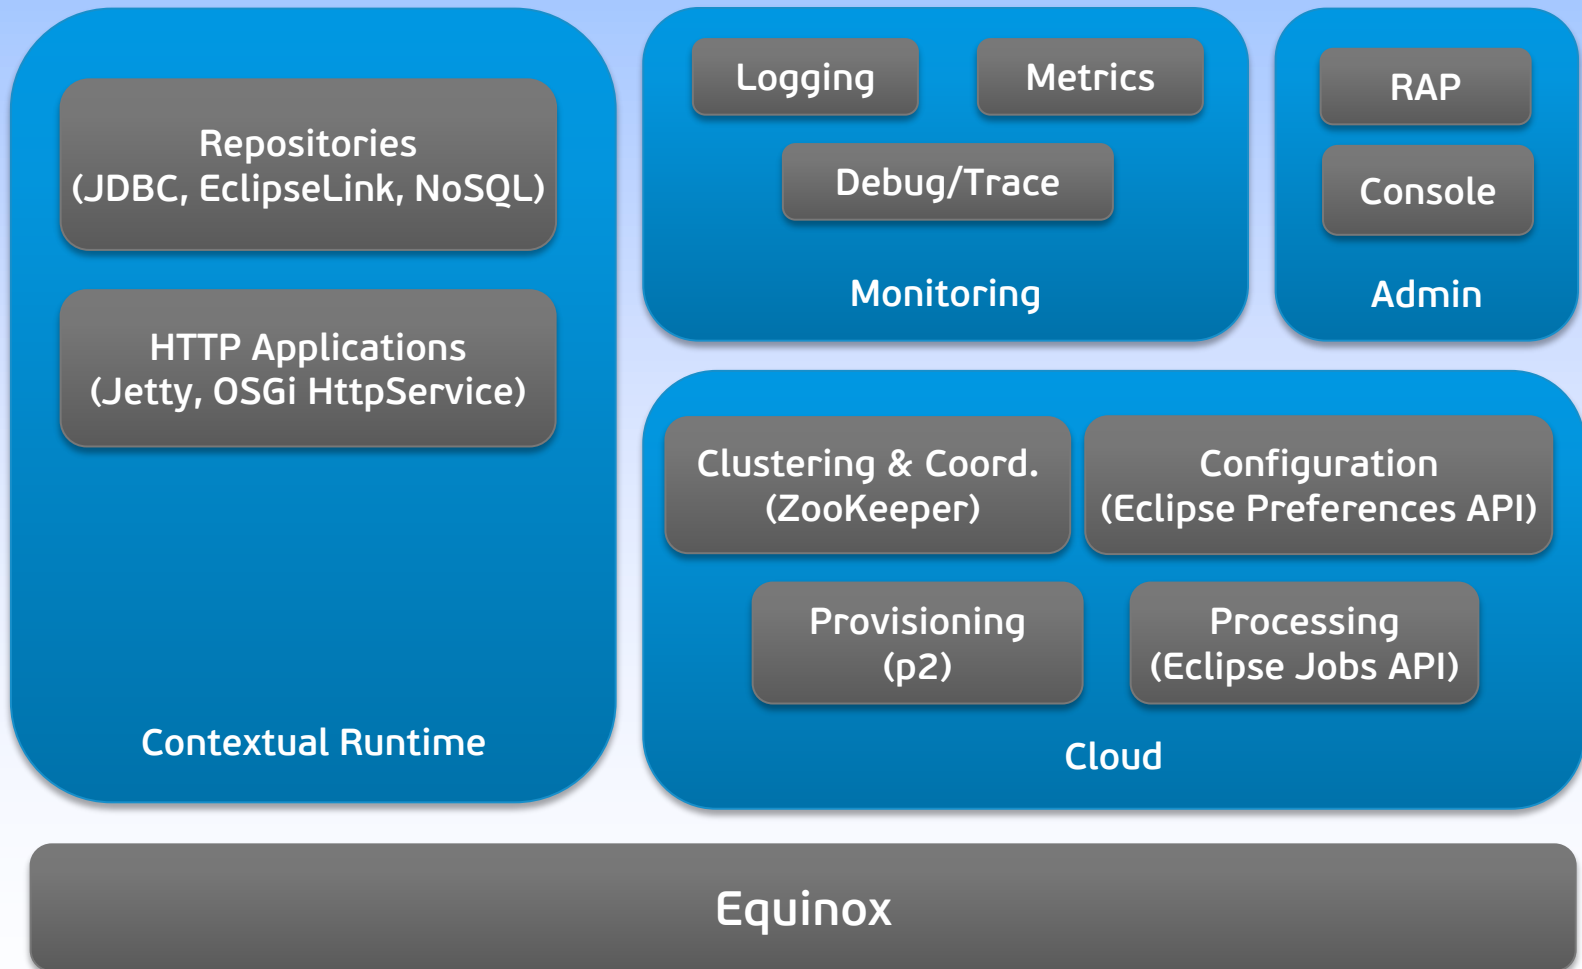 Repositories
(JDBC, EclipseLink, NoSQL)
HTTP Applications
(Jetty, OSGi HttpService)
Contextual Runtime
Logging
Metrics
Debug/Trace
Monitoring
RAP
Console
Admin
Clustering & Coord.
(ZooKeeper)
Configuration
(Eclipse Preferences API)
Provisioning
(p2)
Processing
(Eclipse Jobs API)
Cloud
Equinox